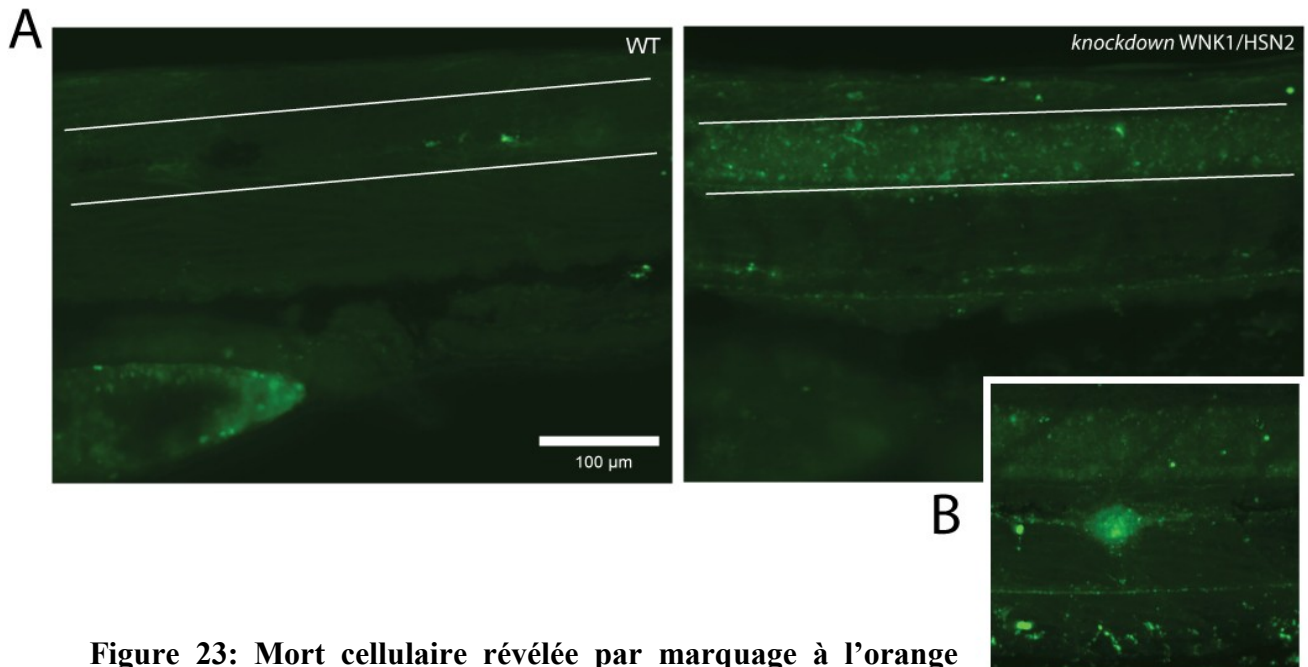 A
WT
knockdown WNK1/HSN2
100 µm
B
Figure 23: Mort cellulaire révélée par marquage à l’orange